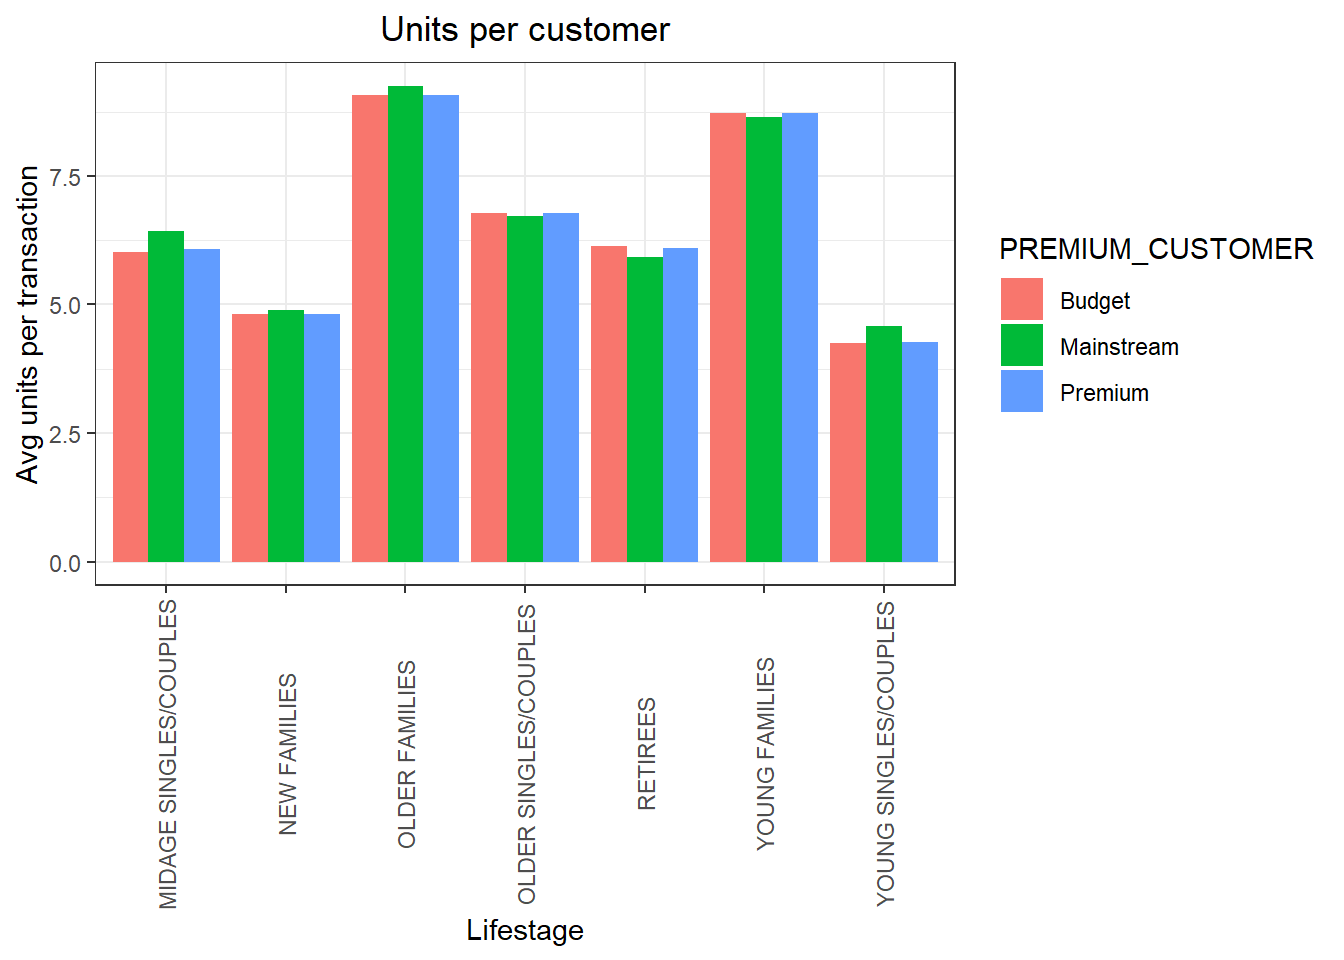 Units per customer
Avg units per transaction
7.5
5.0
2.5
0.0
MIDAGE SINGLES/COUPLES
NEW FAMILIES
OLDER FAMILIES
OLDER SINGLES/COUPLES
RETIREES
YOUNG FAMILIES
YOUNG SINGLES/COUPLES
Lifestage
PREMIUM_CUSTOMER
Budget
Mainstream
Premium